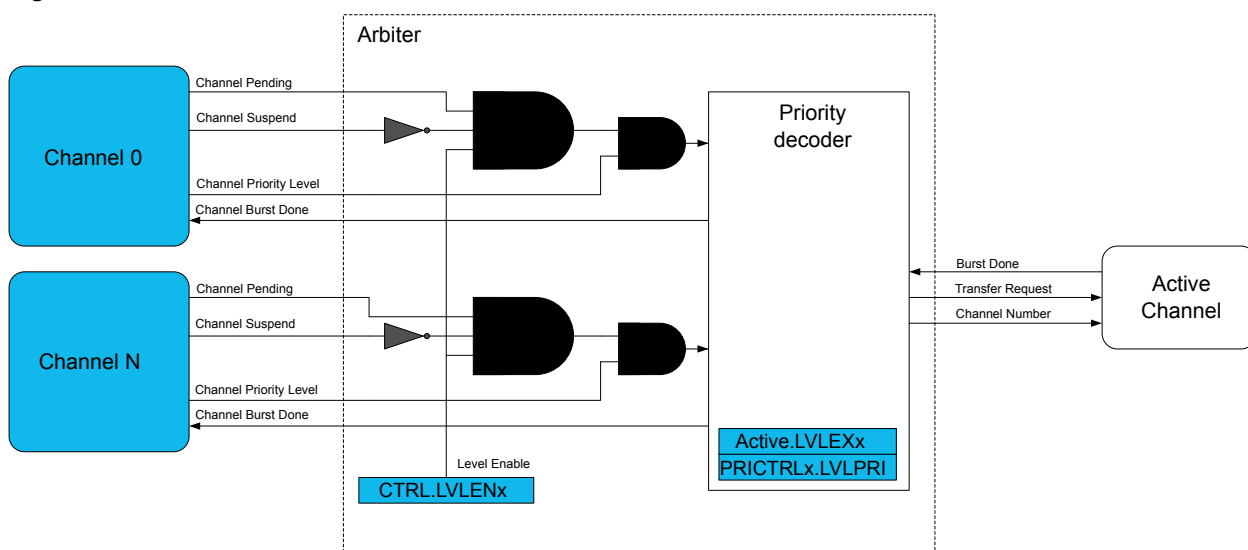 Arbiter
Channel 0
Channel Pending
Channel Suspend
Channel Priority Level
Channel Burst Done
Priority
decoder
Burst Done
Transfer Request
Channel Number
Active
Channel
Channel N
Channel Pending
Channel Suspend
Channel Priority Level
Channel Burst Done
Level Enable
CTRL.LVLENx
Active.LVLEXx
PRICTRLx.LVLPRI